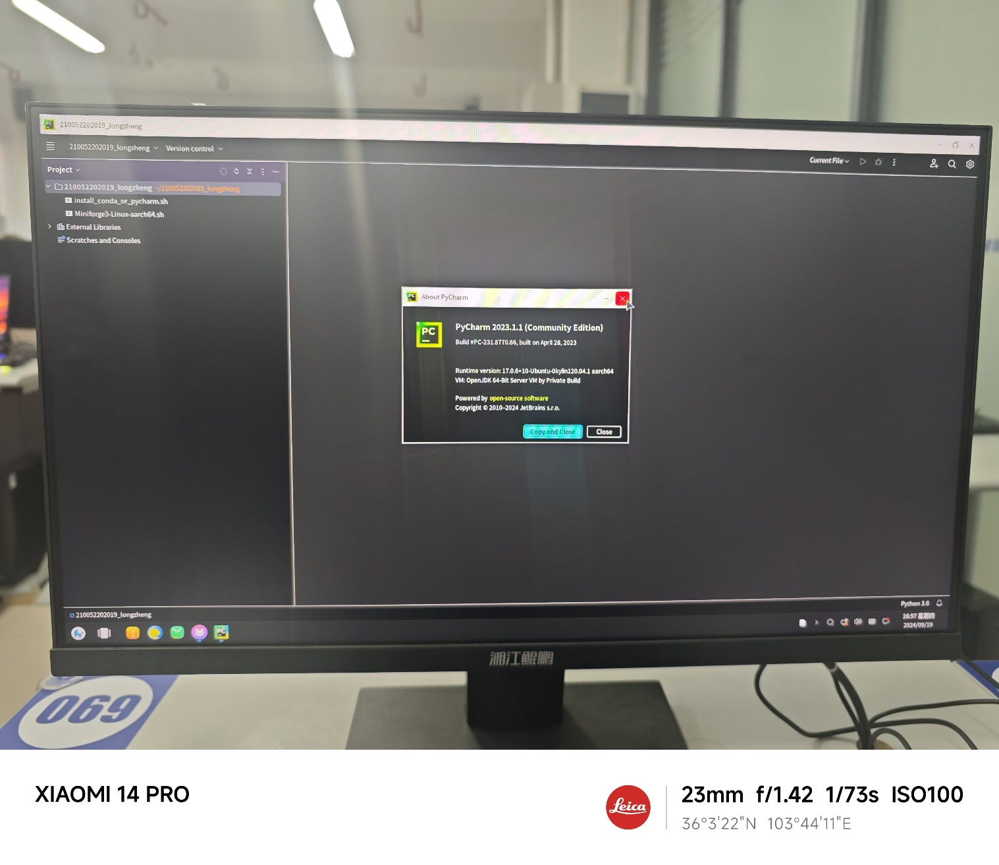 210052202019_longzheng
210052202019_longzheng
Version control
Current File
Project
210052202019_longzheng ~/210052202019_longzheng
install_conda_or_pycharm.sh
Miniforge3-Linux-aarch64.sh
External Libraries
Scratches and Consoles
PC
About PyCharm
PC
PyCharm 2023.1.1 (Community Edition)
Build #PC-231.8770.66, built on April 28, 2023
Runtime version: 17.0.6+10-Ubuntu-0kylin120.04.1 aarch64
VM: OpenJDK 64-Bit Server VM by Private Build
Powered by open-source software
Copyright © 2010–2024 JetBrains s.r.o.
Copy and Close
Close
Python 3.8
210052202019_longzheng
16:57 星期四
2024/09/19
湘江鲲鹏
069
XIAOMI 14 PRO
Leica
23mm f/1.42 1/73s ISO100
36°3'22"N 103°44'11"E